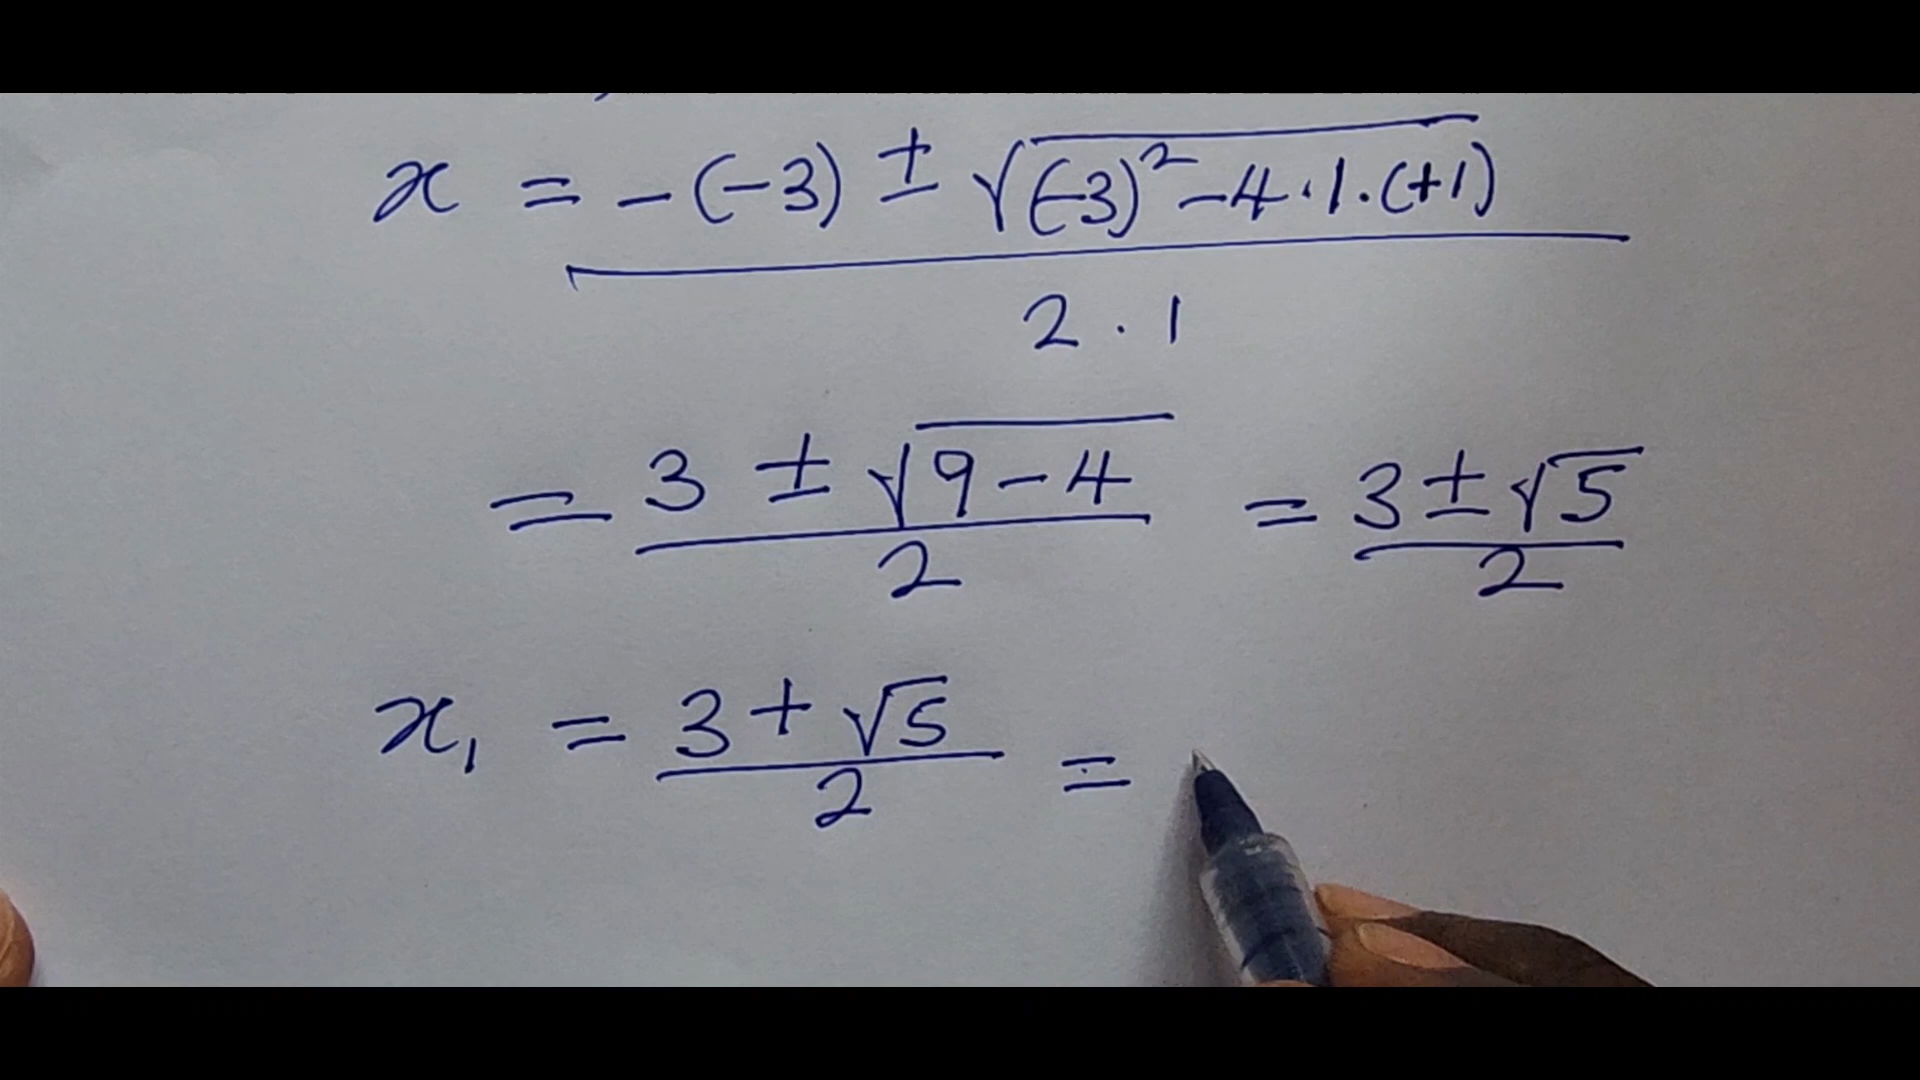 x = -(-3) ± √((-3)² - 4·1·(+1)) / 2·1
= (3 ± √(9-4)) / 2 = (3 ± √5) / 2
x₁ = (3 + √5) / 2 =